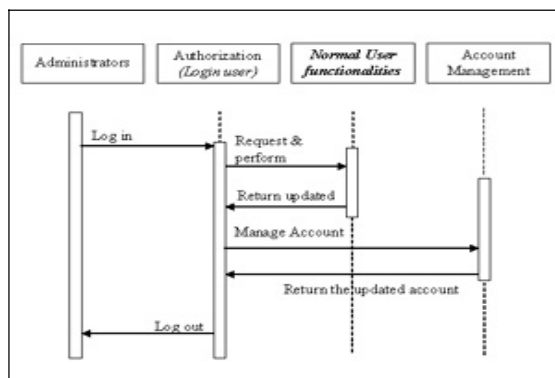 Administrators
Authorization
(Login user)
Normal User
functionalities
Account
Management
Log in
Request &
perform
Return updated
Manage Account
Return the updated account
Log out